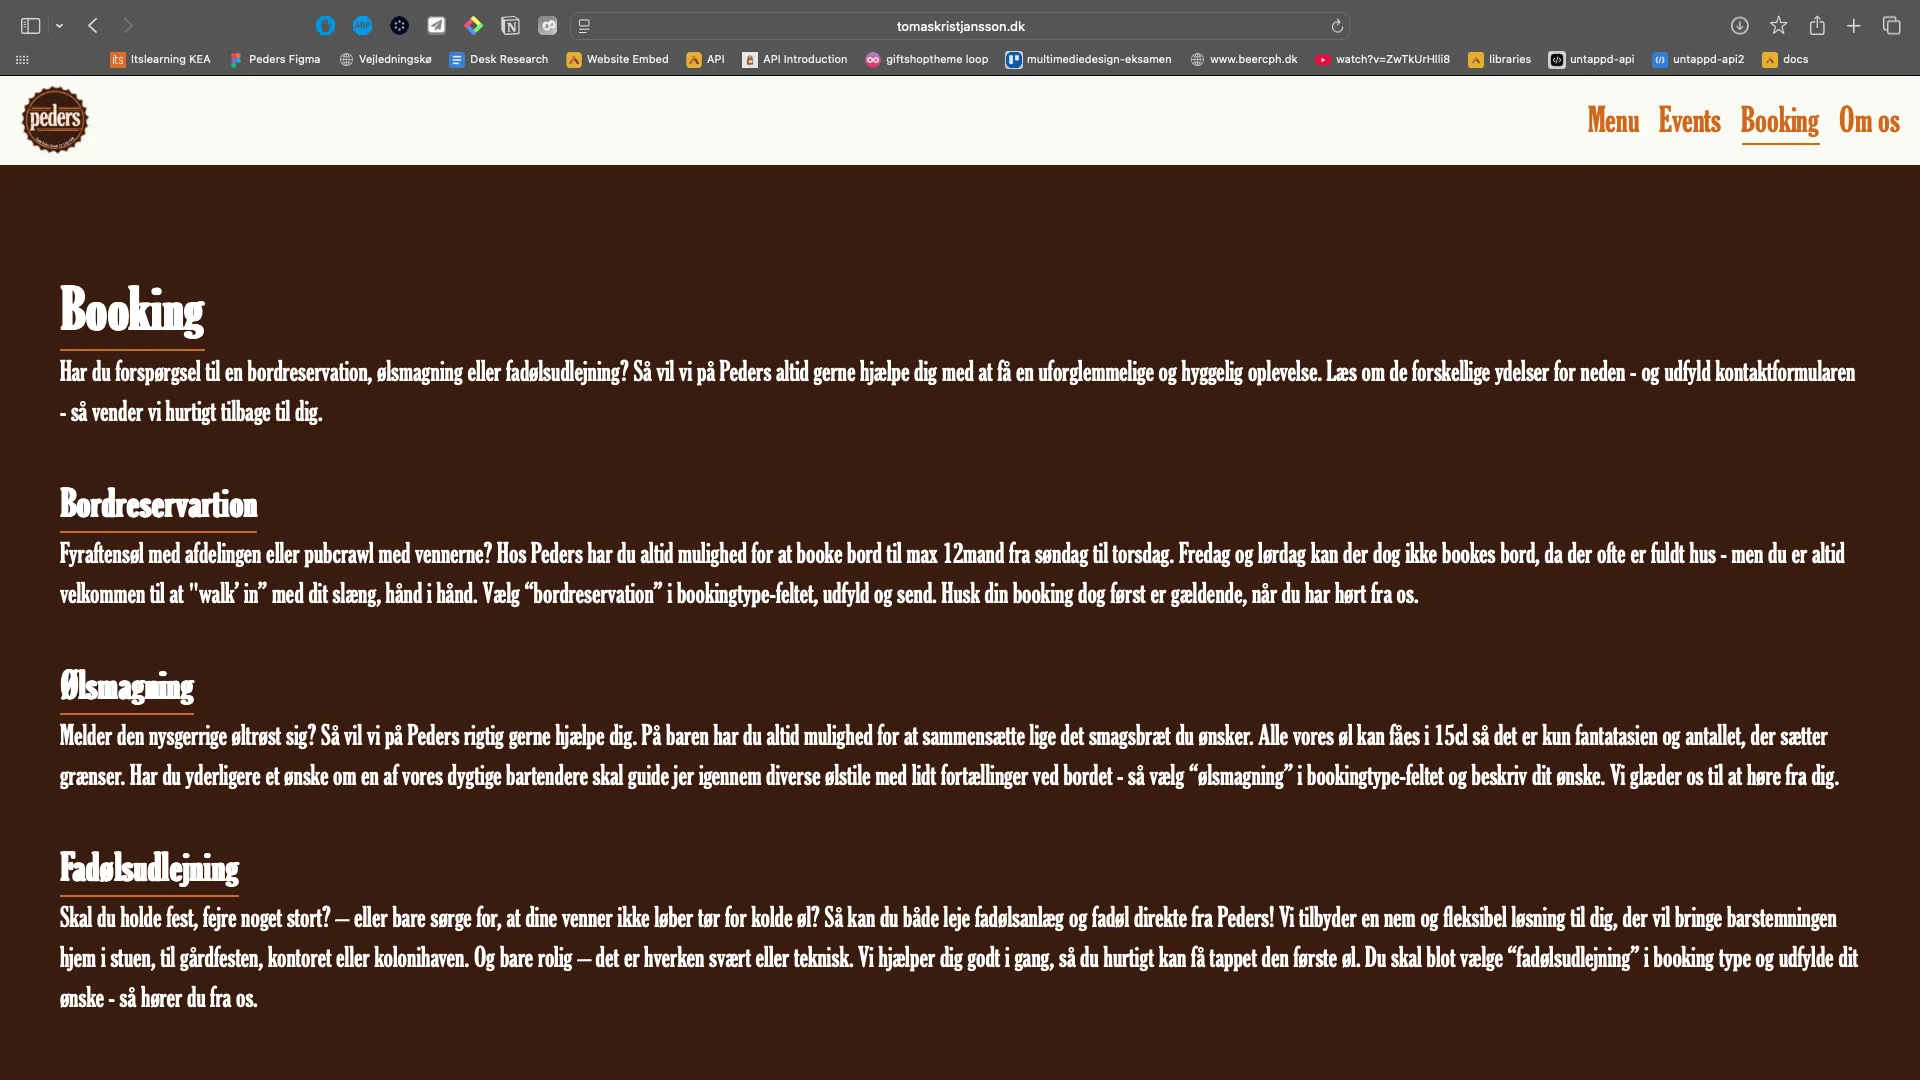 tomaskristjansson.dk
Itslearning KEA Peders Figma Vejledningskø Desk Research Website Embed API API Introduction giftshoptheme loop multimediedesign-eksamen www.beercph.dk watch?v=ZwTkUrHlli8 libraries untappd-api untappd-api2 docs
peders
Menu Events Booking Om os
Booking
Har du forspørgsel til en bordreservation, ølsmagning eller fadølsudlejning? Så vil vi på Peders altid gerne hjælpe dig med at få en uforglemmelige og hyggelig oplevelse. Læs om de forskellige ydelser for neden - og udfyld kontaktformularen
- så vender vi hurtigt tilbage til dig.
Bordreservartion
Fyraftensøl med afdelingen eller pubcrawl med vennerne? Hos Peders har du altid mulighed for at booke bord til max 12mand fra søndag til torsdag. Fredag og lørdag kan der dog ikke bookes bord, da der ofte er fuldt hus - men du er altid
velkommen til at "walk’ in” med dit slæng, hånd i hånd. Vælg “bordreservation” i bookingtype-feltet, udfyld og send. Husk din booking dog først er gældende, når du har hørt fra os.
Ølsmagning
Melder den nysgerrige øltrøst sig? Så vil vi på Peders rigtig gerne hjælpe dig. På baren har du altid mulighed for at sammensætte lige det smagsbræt du ønsker. Alle vores øl kan fåes i 15cl så det er kun fantatasien og antallet, der sætter
grænser. Har du yderligere et ønske om en af vores dygtige bartendere skal guide jer igennem diverse ølstile med lidt fortællinger ved bordet - så vælg “ølsmagning” i bookingtype-feltet og beskriv dit ønske. Vi glæder os til at høre fra dig.
Fadølsudlejning
Skal du holde fest, fejre noget stort? – eller bare sørge for, at dine venner ikke løber tør for kolde øl? Så kan du både leje fadølsanlæg og fadøl direkte fra Peders! Vi tilbyder en nem og fleksibel løsning til dig, der vil bringe barstemningen
hjem i stuen, til gårdfesten, kontoret eller kolonihaven. Og bare rolig – det er hverken svært eller teknisk. Vi hjælper dig godt i gang, så du hurtigt kan få tappet den første øl. Du skal blot vælge “fadølsudlejning” i booking type og udfylde dit
ønske - så hører du fra os.